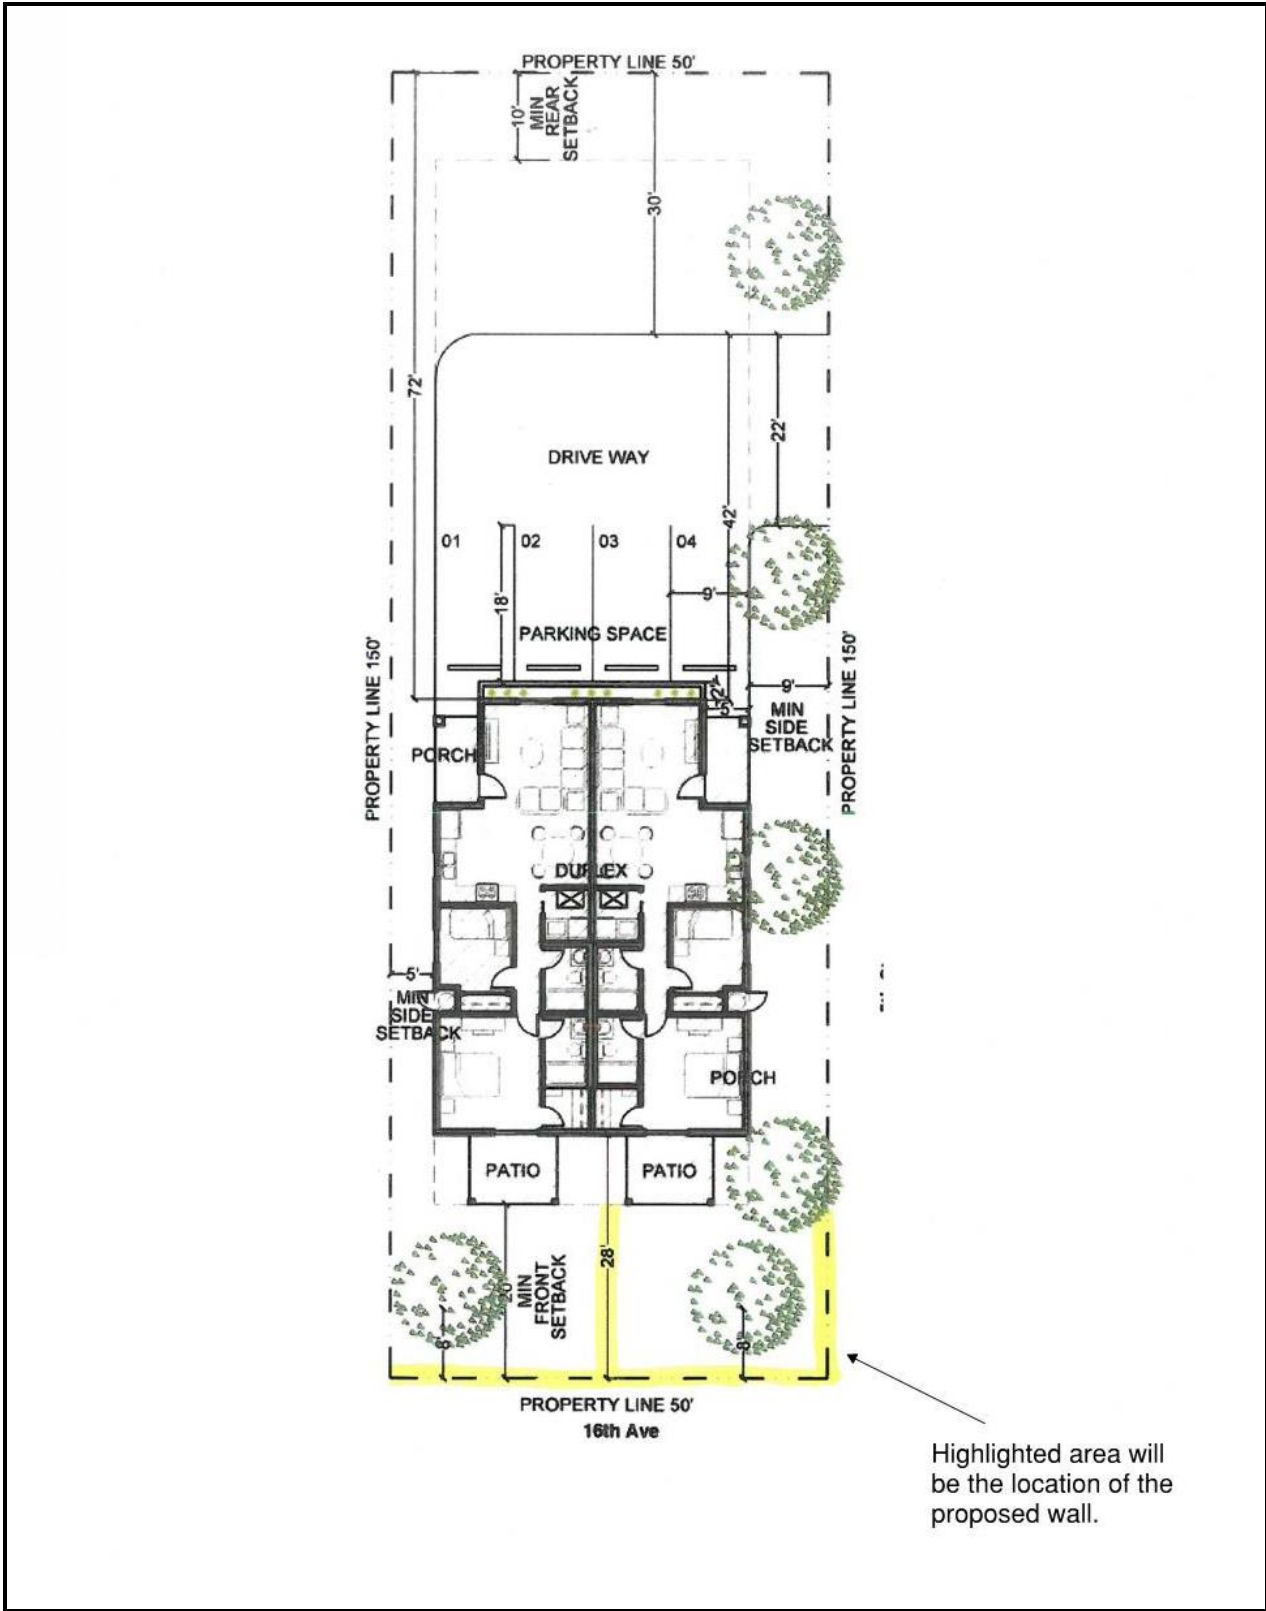 PROPERTY LINE 50'
10'
MIN
REAR
SETBACK
30'
72'
22'
DRIVE WAY
42'
01
02
03
04
9'
18'
PARKING SPACE
2'
5'
9'
MIN
SIDE
SETBACK
PROPERTY LINE 150'
PROPERTY LINE 150'
PORCH
DUPLEX
5'
MIN
SIDE
SETBACK
PORCH
PATIO
PATIO
28'
20'
MIN
FRONT
SETBACK
8'
8'
PROPERTY LINE 50'
16th Ave
Highlighted area will
be the location of the
proposed wall.